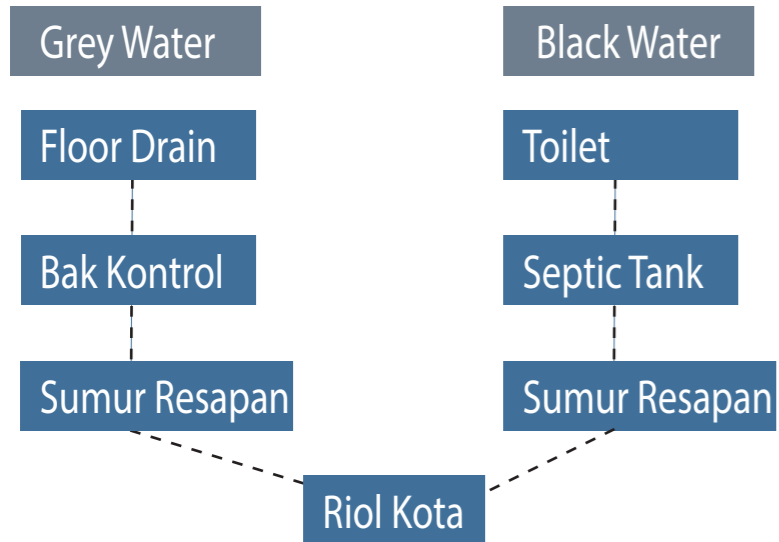 Grey Water
Black Water
Floor Drain
Toilet
Bak Kontrol
Septic Tank
Sumur Resapan
Sumur Resapan
Riol Kota